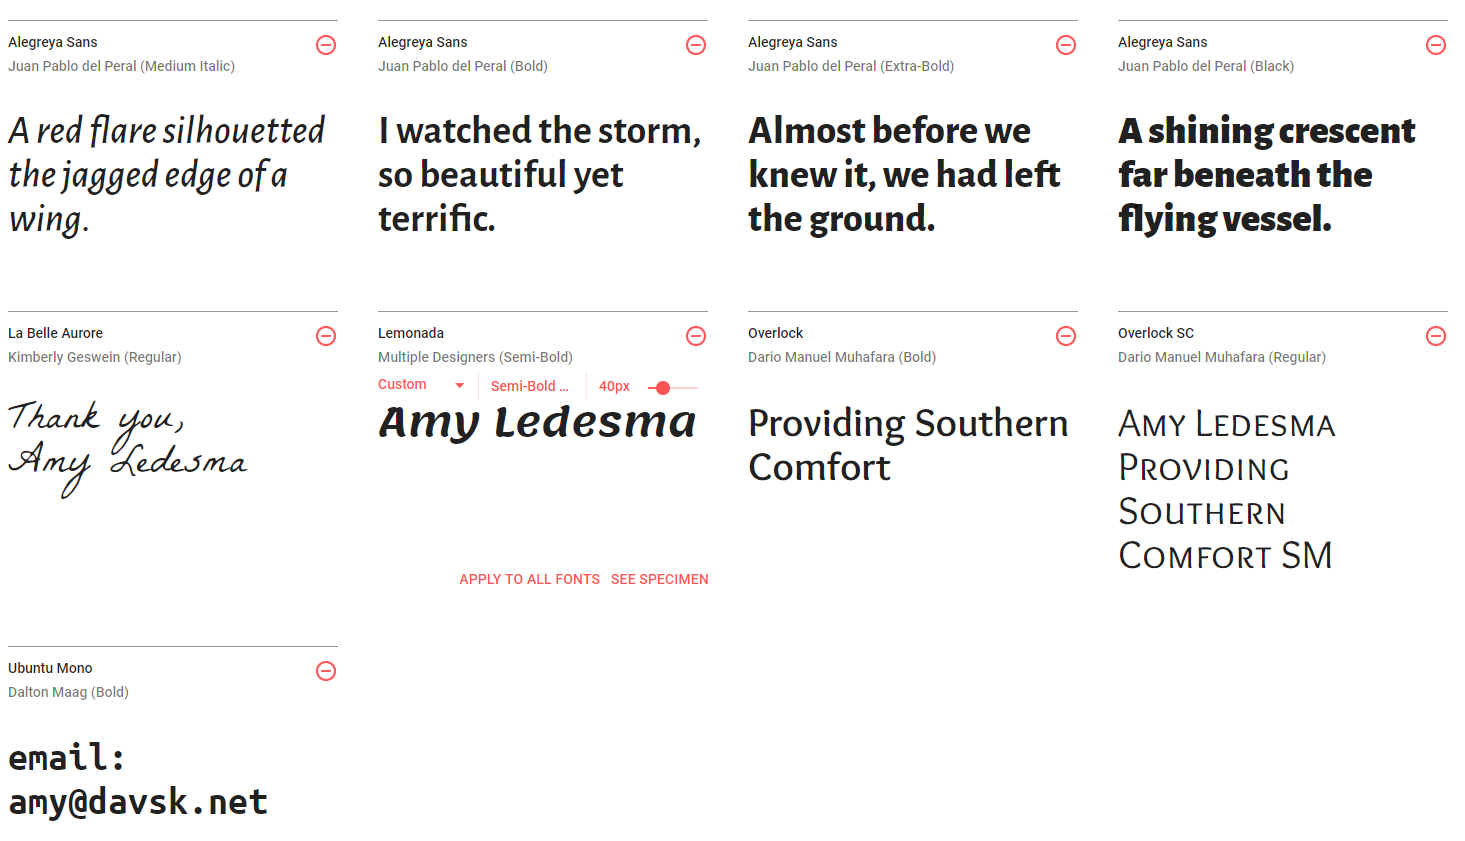 Alegreya Sans
Juan Pablo del Peral (Medium Italic)
A red flare silhouetted
the jagged edge of a
wing.
Alegreya Sans
Juan Pablo del Peral (Bold)
I watched the storm,
so beautiful yet
terrific.
Alegreya Sans
Juan Pablo del Peral (Extra-Bold)
Almost before we
knew it, we had left
the ground.
Alegreya Sans
Juan Pablo del Peral (Black)
A shining crescent
far beneath the
flying vessel.
La Belle Aurore
Kimberly Geswein (Regular)
Thank you,
Amy Ledesma
Lemonada
Multiple Designers (Semi-Bold)
Custom
Semi-Bold ...
40px
Amy Ledesma
APPLY TO ALL FONTS
SEE SPECIMEN
Overlock
Dario Manuel Muhafara (Bold)
Providing Southern
Comfort
Overlock SC
Dario Manuel Muhafara (Regular)
Amy Ledesma
Providing
Southern
Comfort SM
Ubuntu Mono
Dalton Maag (Bold)
email:
amy@davsk.net